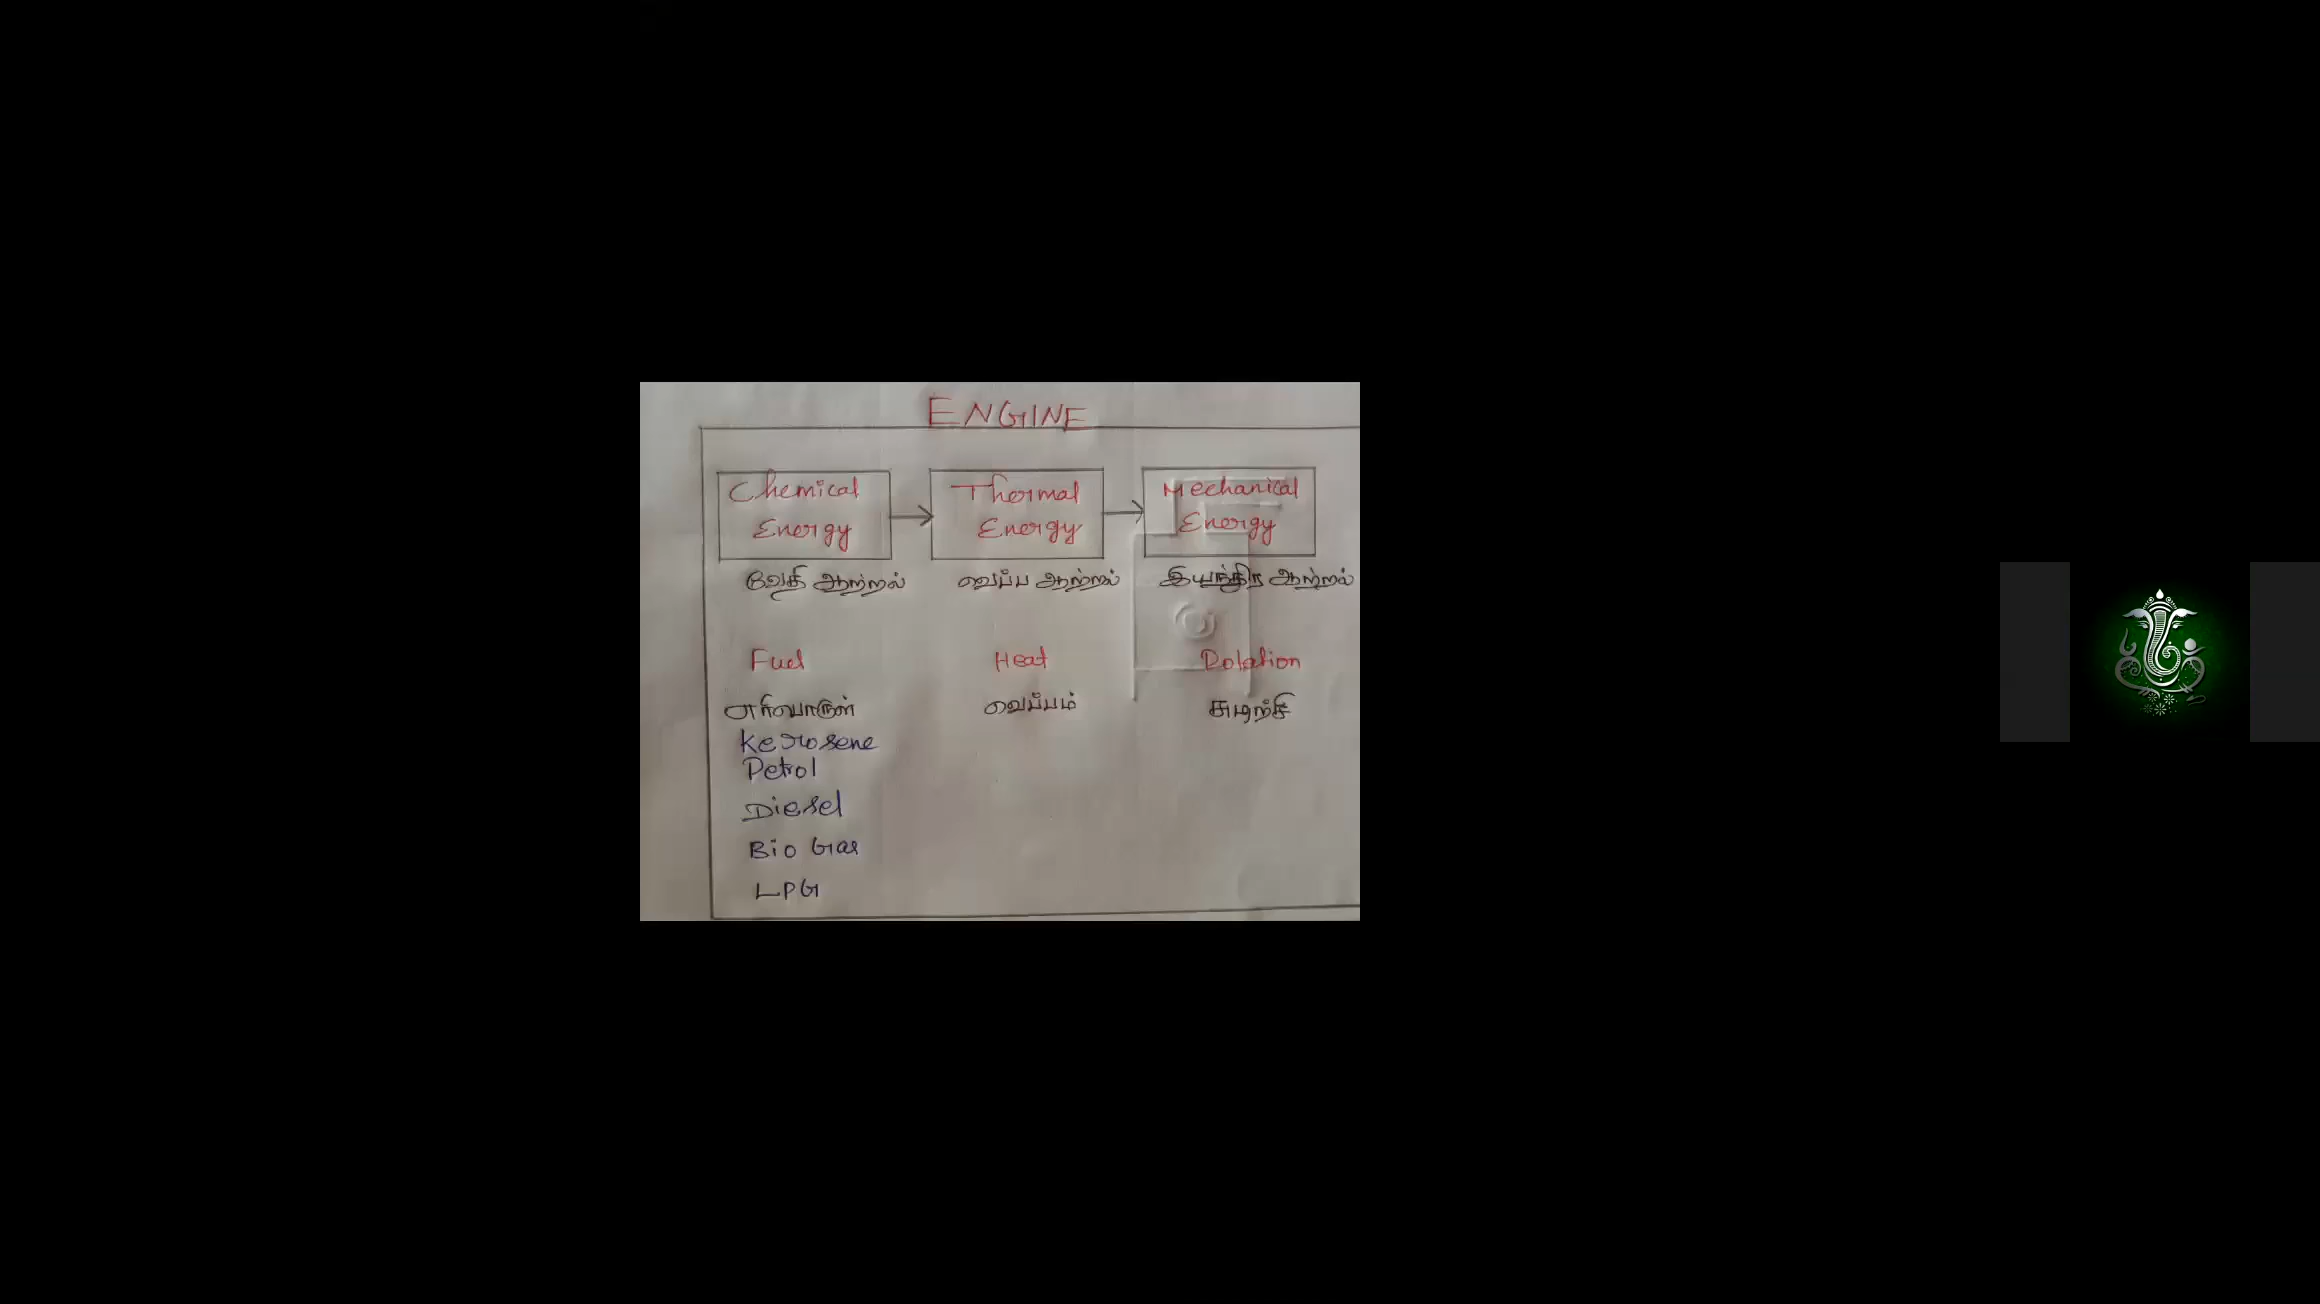 ENGINE
Chemical Energy
Thermal Energy
Mechanical Energy
வேதி ஆற்றல்
வெப்ப ஆற்றல்
இயந்திர ஆற்றல்
Fuel
Heat
Rotation
எரிபொருள்
வெப்பம்
சுழற்சி
Kerosene
Petrol
Diesel
Bio Gas
LPG